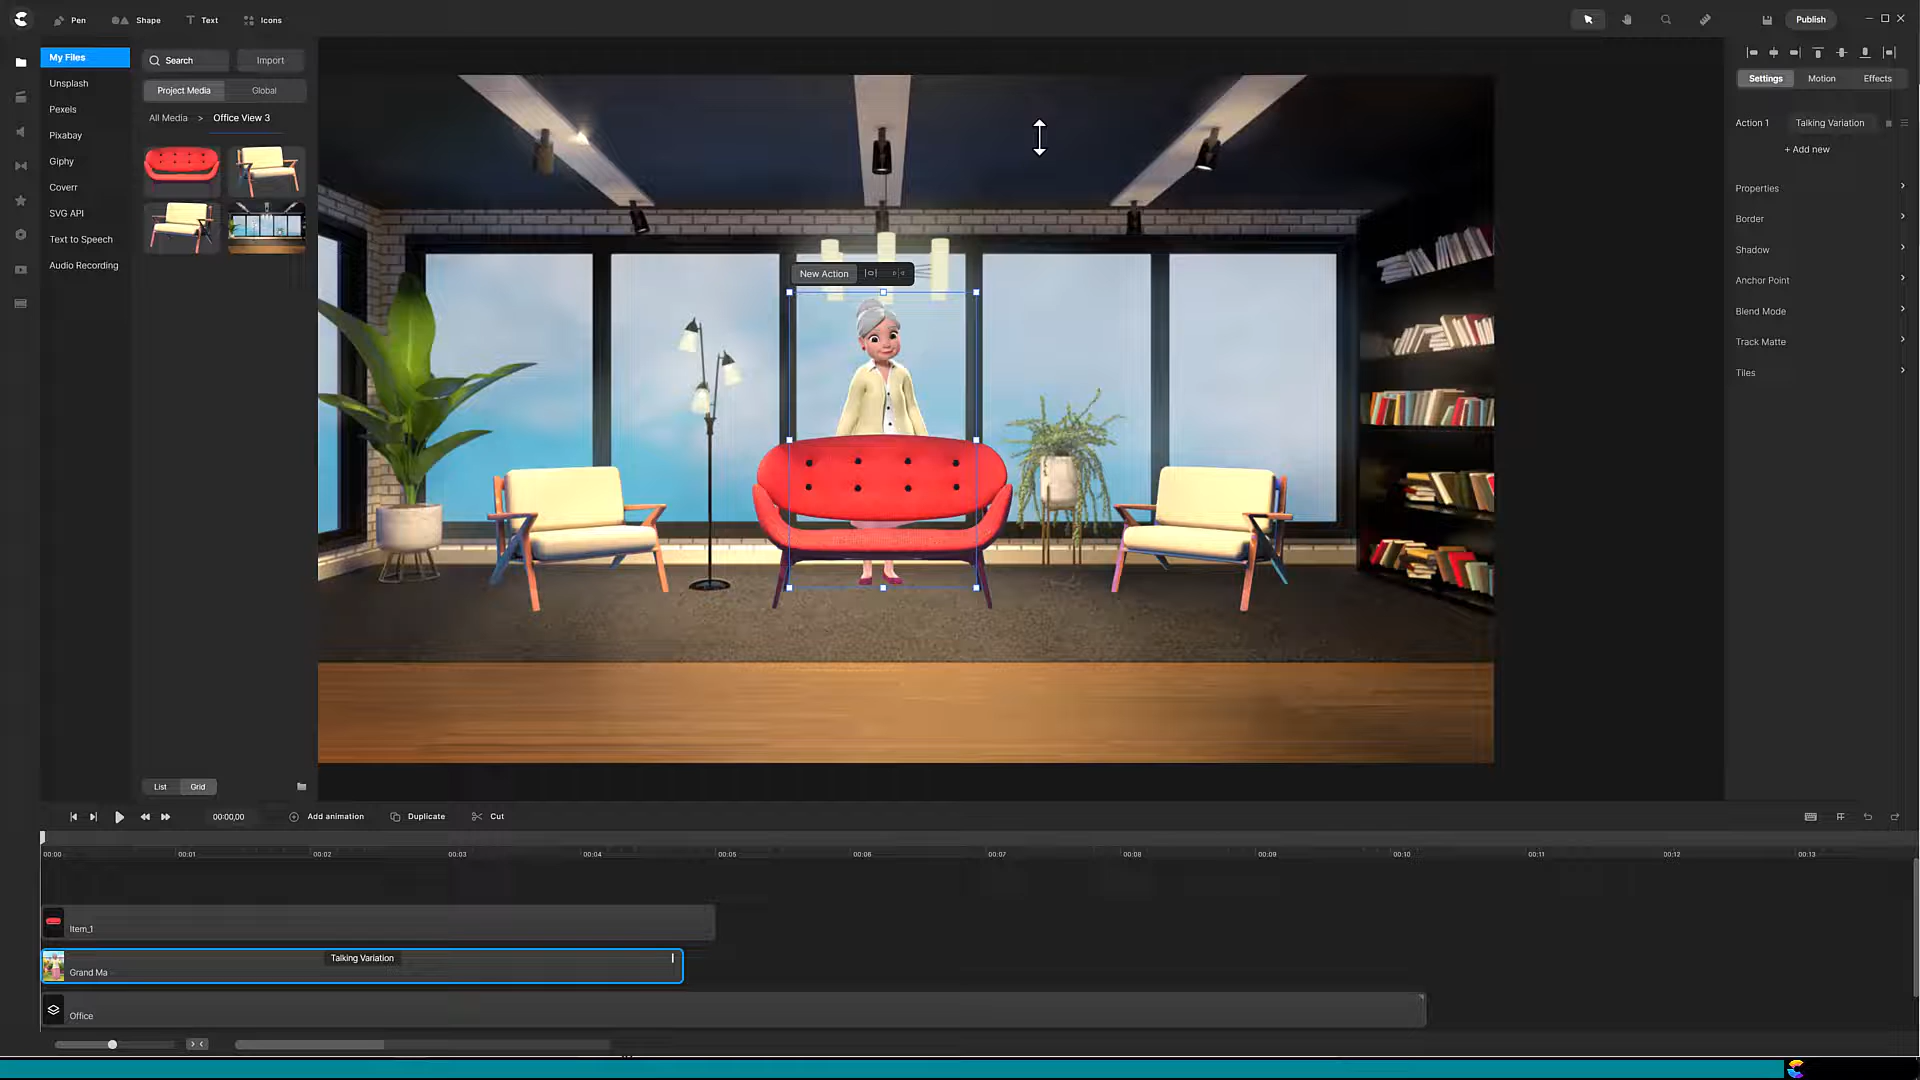 Pen Shape Text Icons Publish
My Files
Unsplash
Pexels
Pixabay
Giphy
Coverr
SVG API
Text to Speech
Audio Recording
Search Import
Project Media Global
All Media > Office View 3
List Grid
New Action
Settings Motion Effects
Action 1 Talking Variation
+ Add new
Properties
Border
Shadow
Anchor Point
Blend Mode
Track Matte
Tiles
00:00,00 Add animation Duplicate Cut
00:00 00:01 00:02 00:03 00:04 00:05 00:06 00:07 00:08 00:09 00:10 00:11 00:12 00:13
Item_1
Talking Variation
Grand Ma
Office